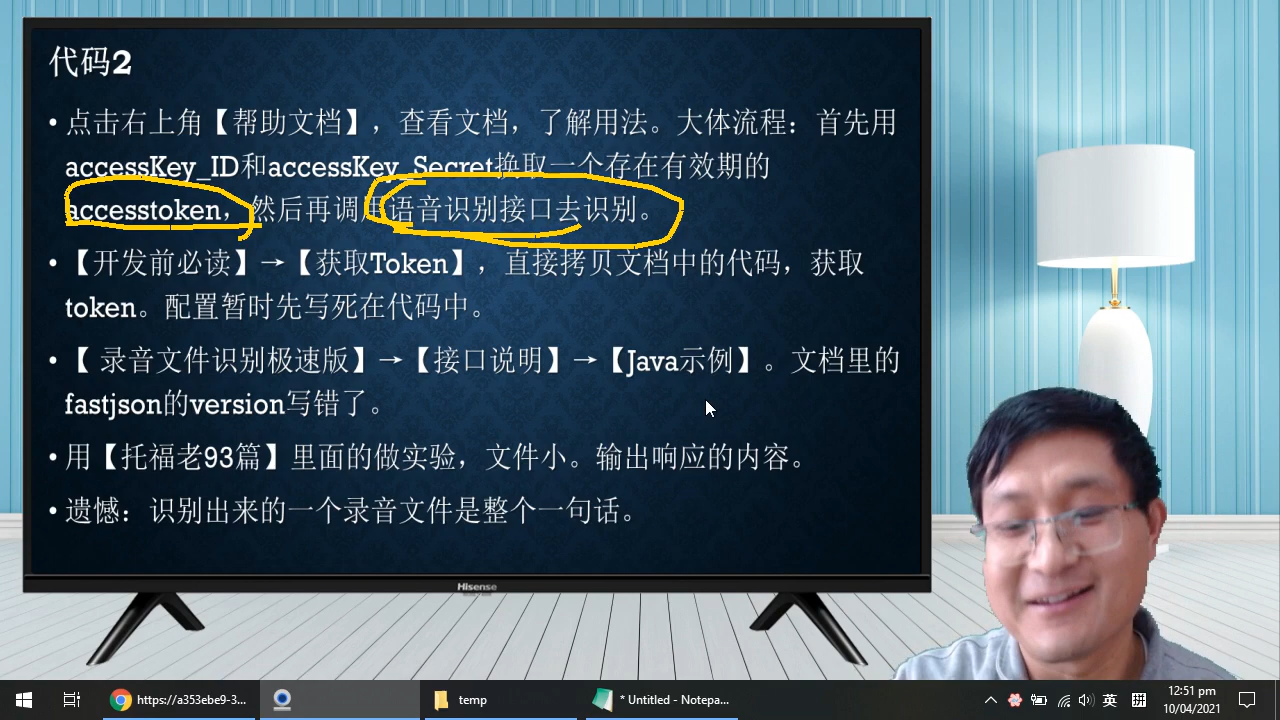 代码2
• 点击右上角【帮助文档】，查看文档，了解用法。大体流程：首先用
accessKey_ID和accessKey_Secret换取一个存在有效期的
accesstoken，然后再调用语音识别接口去识别。
• 【开发前必读】→【获取Token】，直接拷贝文档中的代码，获取
token。配置暂时先写死在代码中。
• 【 录音文件识别极速版】→【接口说明】→【Java示例】。文档里的
fastjson的version写错了。
• 用【托福老93篇】里面的做实验，文件小。输出响应的内容。
• 遗憾：识别出来的一个录音文件是整个一句话。
Hisense
https://a353ebe9-3...
temp
* Untitled - Notepa...
英
拼
12:51 pm
10/04/2021